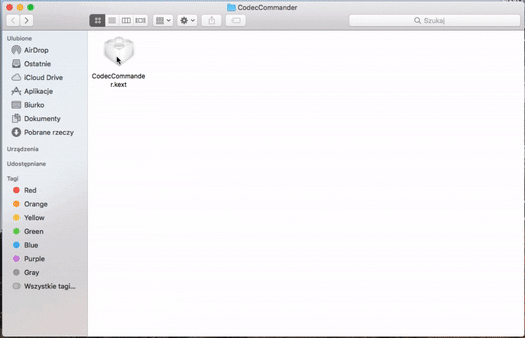 CodecCommander
Szukaj
Ulubione
AirDrop
Ostatnie
iCloud Drive
Aplikacje
Biurko
Dokumenty
Pobrane rzeczy
Urządzenia
Udostępniane
Tagi
Red
Orange
Yellow
Green
Blue
Purple
Gray
Wszystkie tagi...
CodecCommande
r.kext